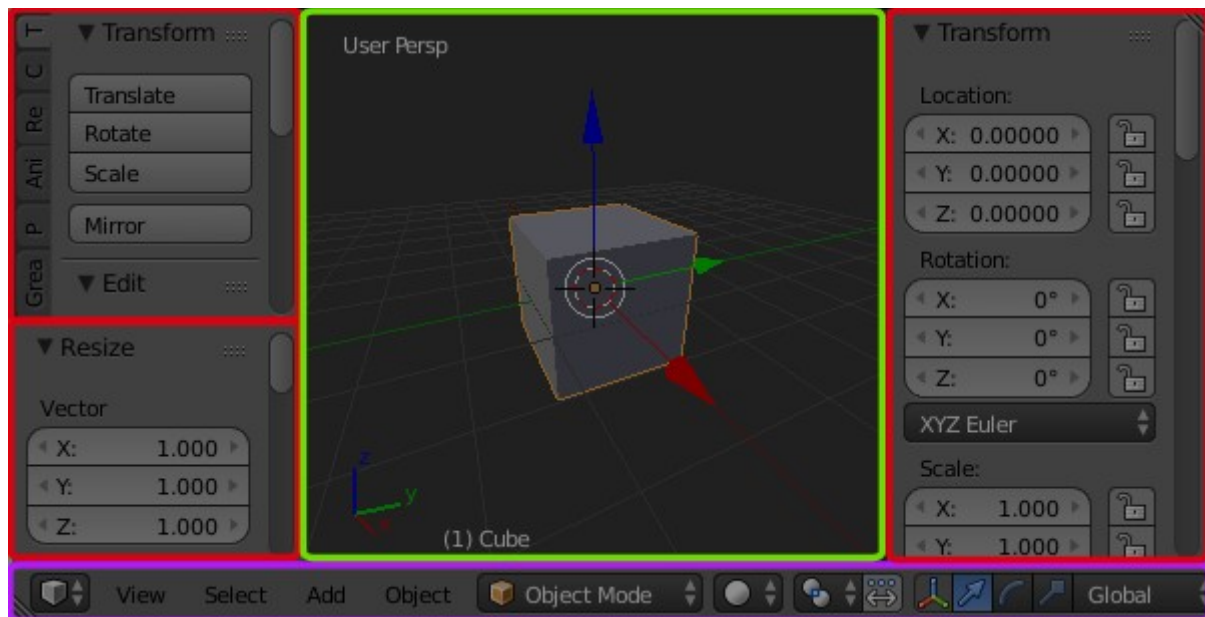 T
C
Re
Ani
P
Grea
Transform
Translate
Rotate
Scale
Mirror
Edit
Resize
Vector
X: 1.000
Y: 1.000
Z: 1.000
User Persp
z
y
x
(1) Cube
Transform
Location:
X: 0.00000
Y: 0.00000
Z: 0.00000
Rotation:
X: 0°
Y: 0°
Z: 0°
XYZ Euler
Scale:
X: 1.000
Y: 1.000
View Select Add Object Object Mode Global